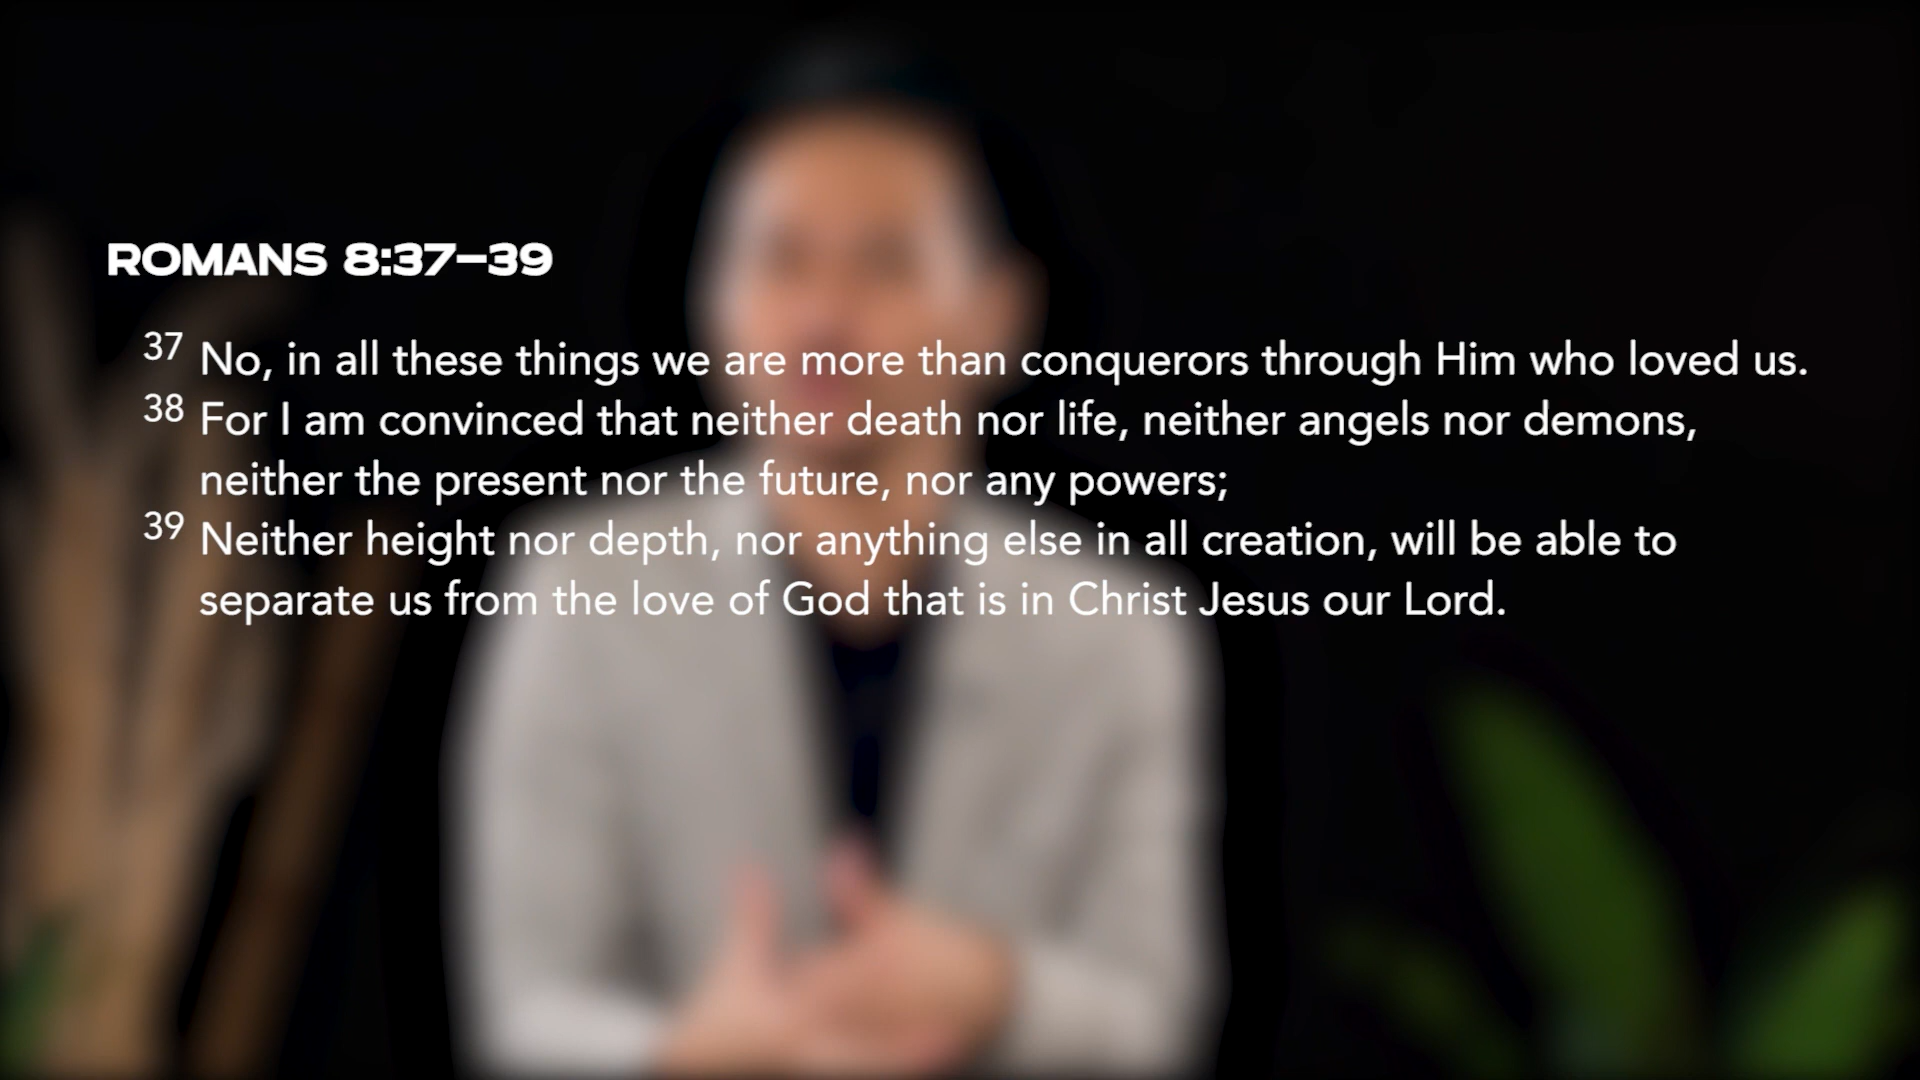 ROMANS 8:37–39
37 No, in all these things we are more than conquerors through Him who loved us.
38 For I am convinced that neither death nor life, neither angels nor demons,
neither the present nor the future, nor any powers;
39 Neither height nor depth, nor anything else in all creation, will be able to
separate us from the love of God that is in Christ Jesus our Lord.